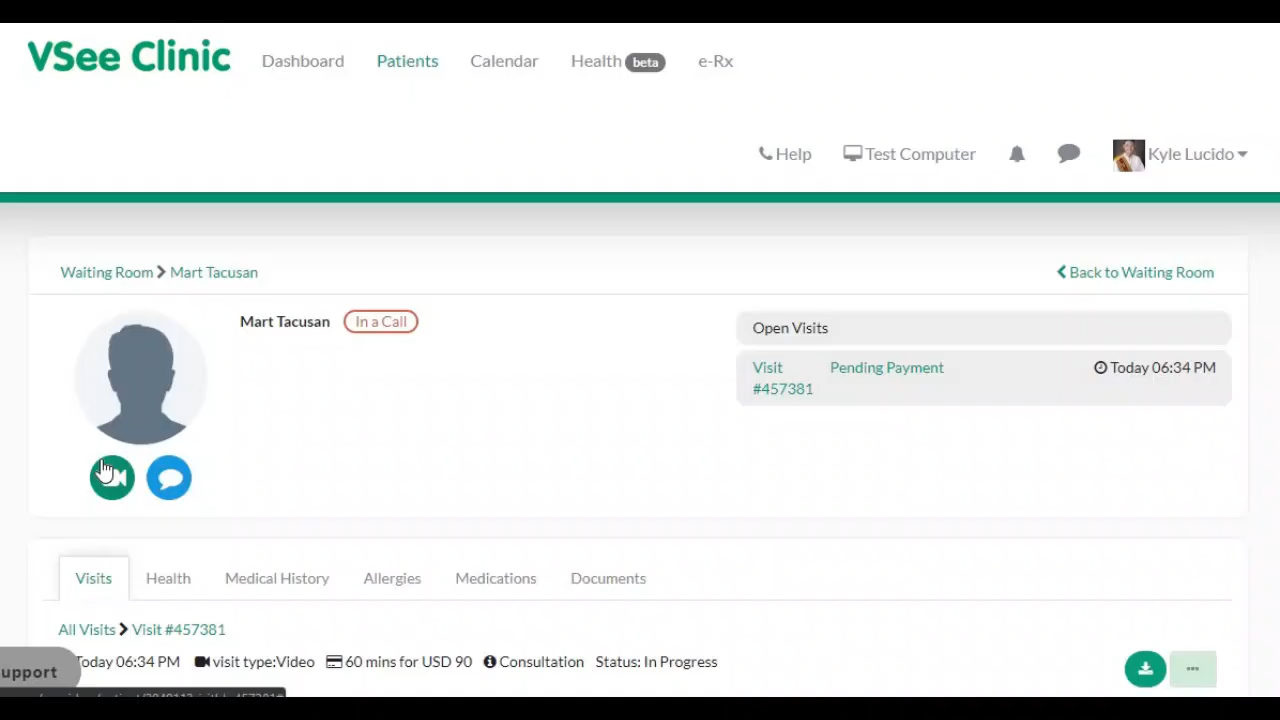 VSee Clinic Dashboard Patients Calendar Health beta e-Rx
Help Test Computer Kyle Lucido
Waiting Room Mart Tacusan Back to Waiting Room
Mart Tacusan In a Call
Open Visits
Visit #457381 Pending Payment Today 06:34 PM
Visits Health Medical History Allergies Medications Documents
All Visits Visit #457381
Today 06:34 PM visit type:Video 60 mins for USD 90 Consultation Status: In Progress
upport